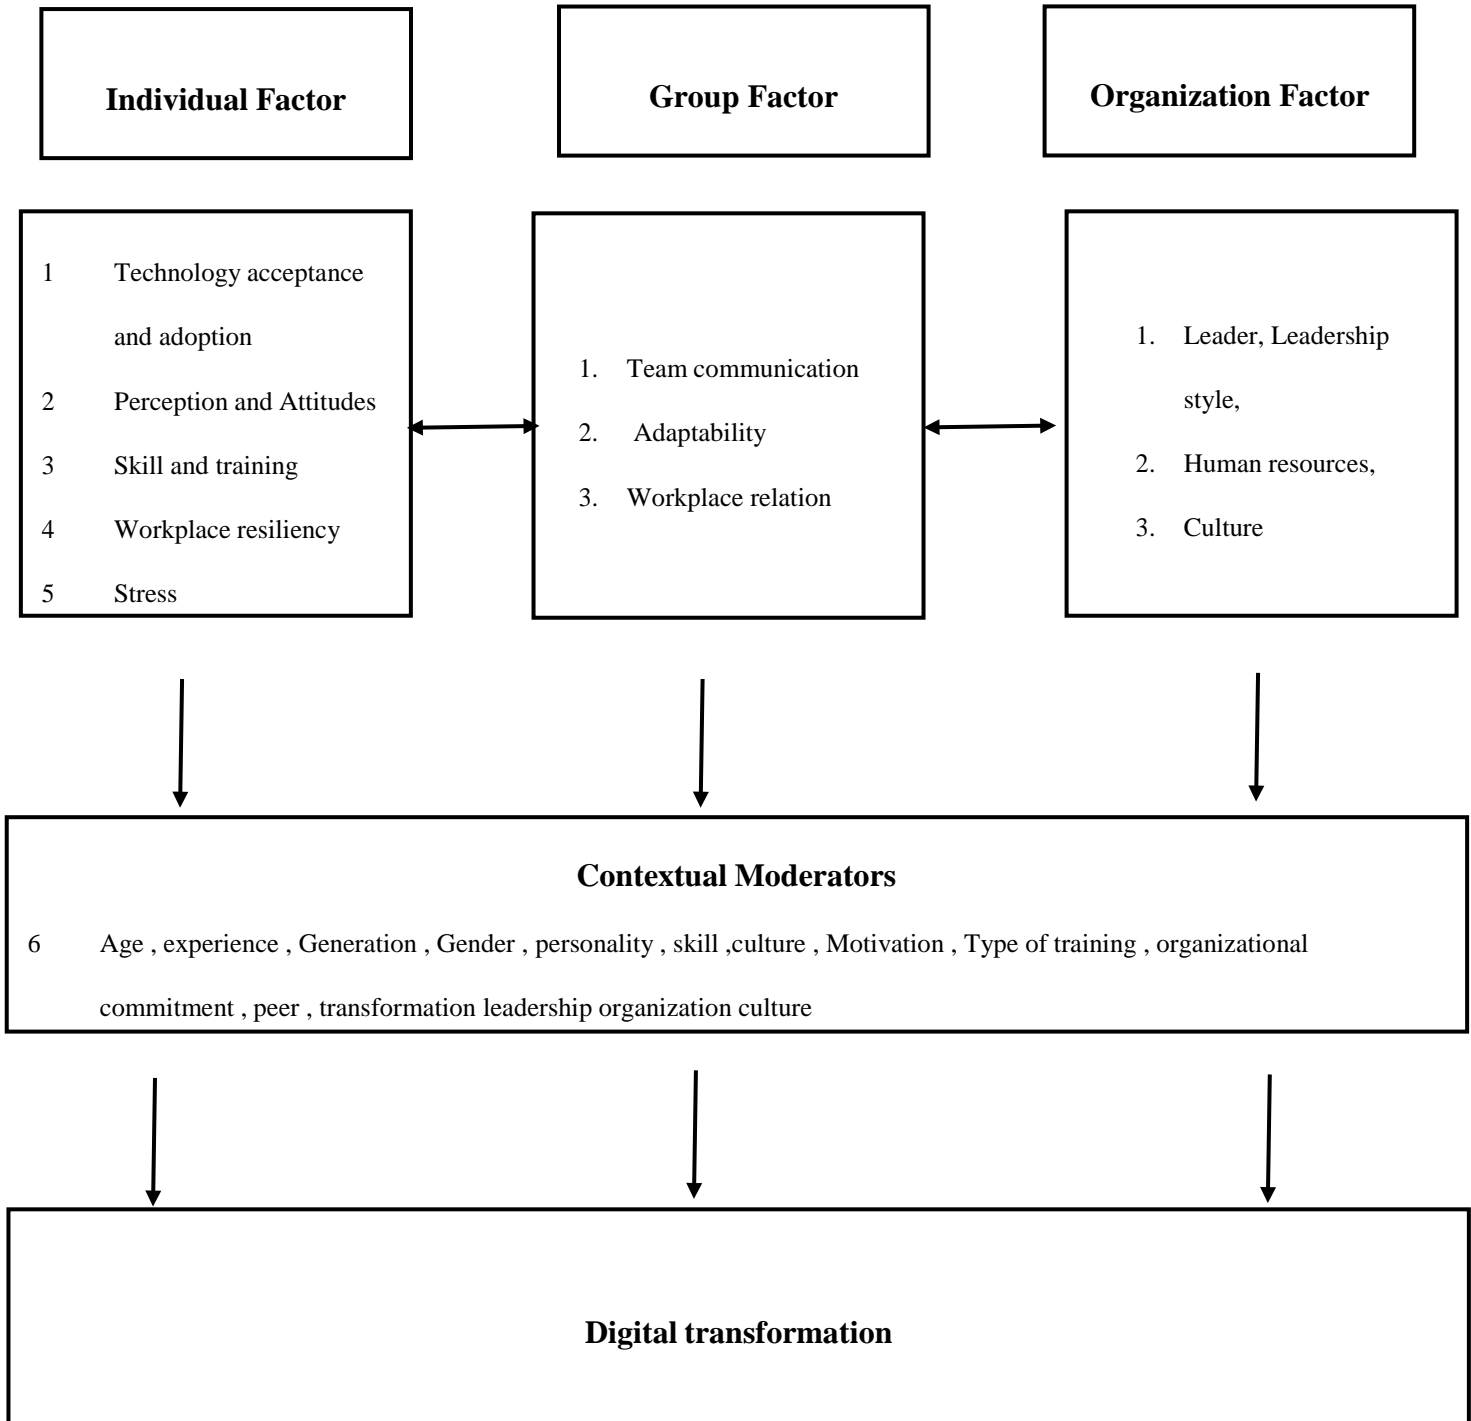 Individual Factor
Group Factor
Organization Factor
1 Technology acceptance
and adoption
2 Perception and Attitudes
3 Skill and training
4 Workplace resiliency
5 Stress
1. Team communication
2. Adaptability
3. Workplace relation
1. Leader, Leadership
style,
2. Human resources,
3. Culture
Contextual Moderators
6 Age , experience , Generation , Gender , personality , skill ,culture , Motivation , Type of training , organizational
commitment , peer , transformation leadership organization culture
Digital transformation